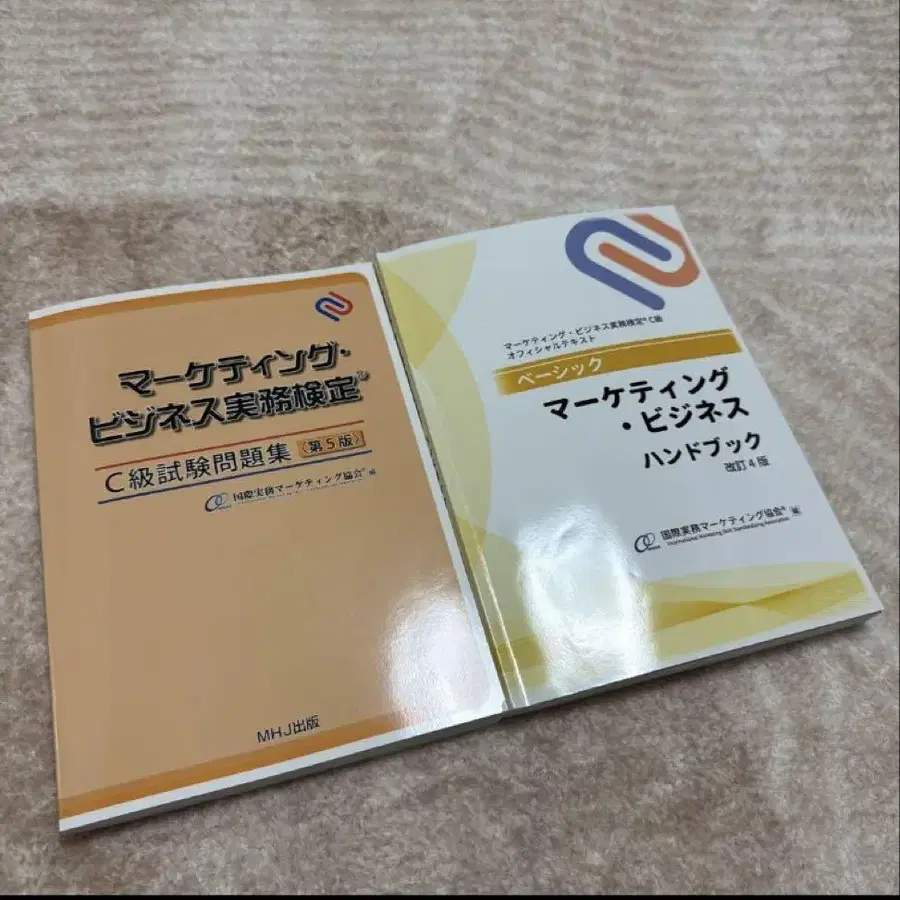 マーケティング・
ビジネス実務検定®
C級試験問題集〈第5版〉
国際実務マーケティング協会® 編
MHJ出版
マーケティング・ビジネス実務検定® C級
オフィシャルテキスト
ベーシック
マーケティング
・ビジネス
ハンドブック
改訂4版
国際実務マーケティング協会® 編
International Marketing Skill Standardizing Association